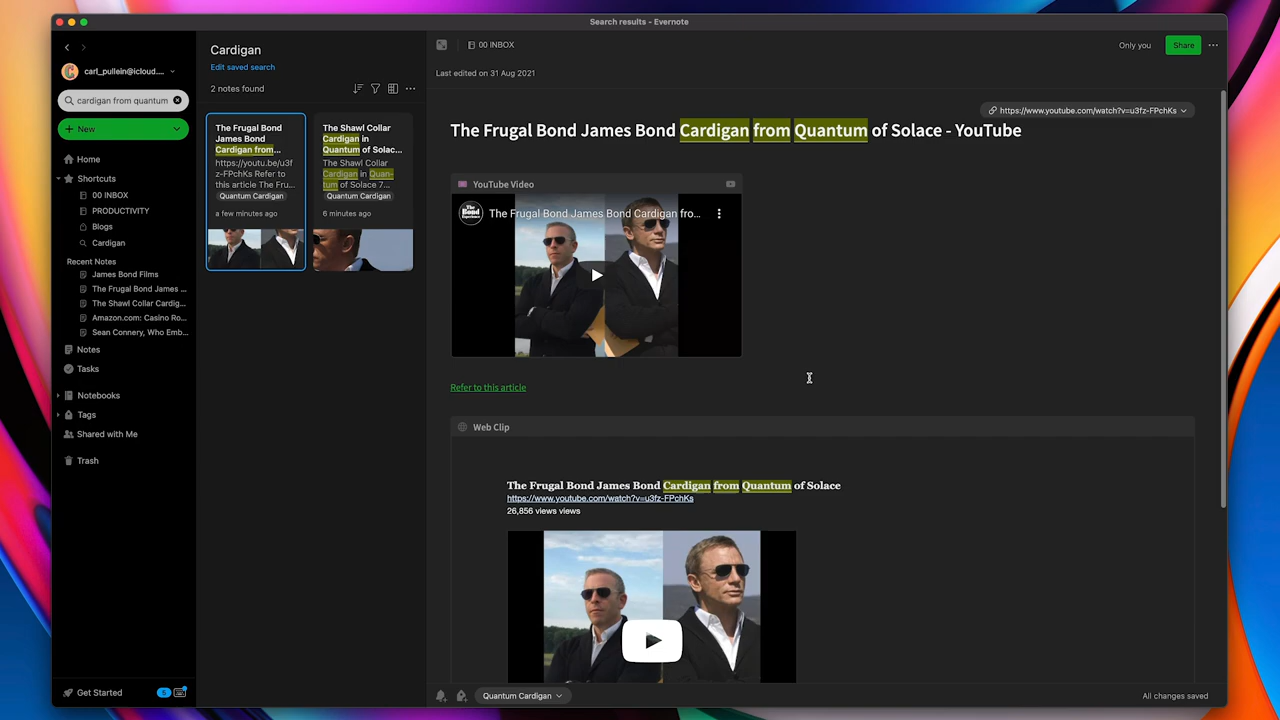 Search results - Evernote
carl_pullein@icloud....
cardigan from quantum
New
Home
Shortcuts
00 INBOX
PRODUCTIVITY
Blogs
Cardigan
Recent Notes
James Bond Films
The Frugal Bond James ...
The Shawl Collar Cardig...
Amazon.com: Casino Ro...
Sean Connery, Who Emb...
Notes
Tasks
Notebooks
Tags
Shared with Me
Trash
Get Started
5
Cardigan
Edit saved search
2 notes found
The Frugal Bond
James Bond
Cardigan from...
https://youtu.be/u3f
z-FPchKs Refer to
this article The Fru...
Quantum Cardigan
a few minutes ago
The Shawl Collar
Cardigan in
Quantum of Solac...
The Shawl Collar
Cardigan in Quan-
tum of Solace 7...
Quantum Cardigan
6 minutes ago
00 INBOX
Only you
Share
Last edited on 31 Aug 2021
https://www.youtube.com/watch?v=u3fz-FPchKs
The Frugal Bond James Bond Cardigan from Quantum of Solace - YouTube
YouTube Video
The Bond Experience
The Frugal Bond James Bond Cardigan fro...
Refer to this article
Web Clip
The Frugal Bond James Bond Cardigan from Quantum of Solace
https://www.youtube.com/watch?v=u3fz-FPchKs
26,856 views views
Quantum Cardigan
All changes saved